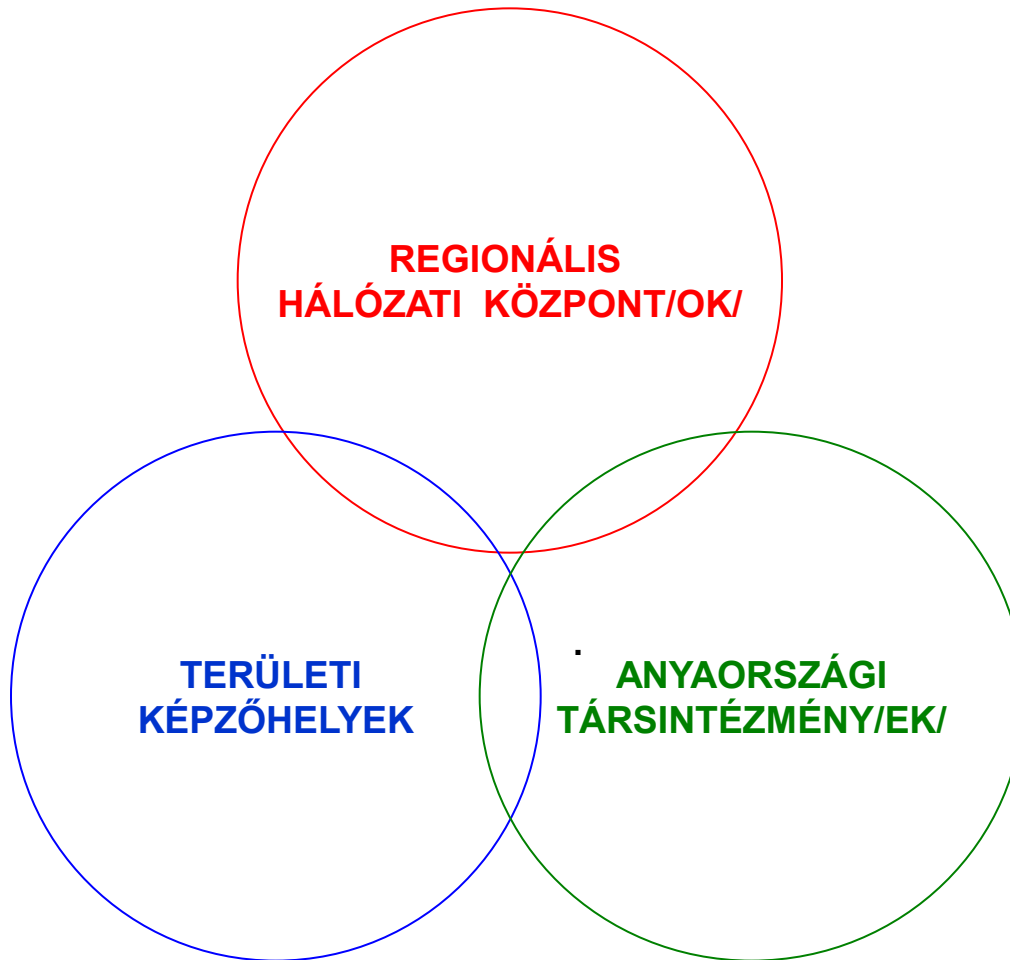 REGIONÁLIS
HÁLÓZATI KÖZPONT/OK/
.
TERÜLETI
KÉPZŐHELYEK
ANYAORSZÁGI
TÁRSINTÉZMÉNY/EK/